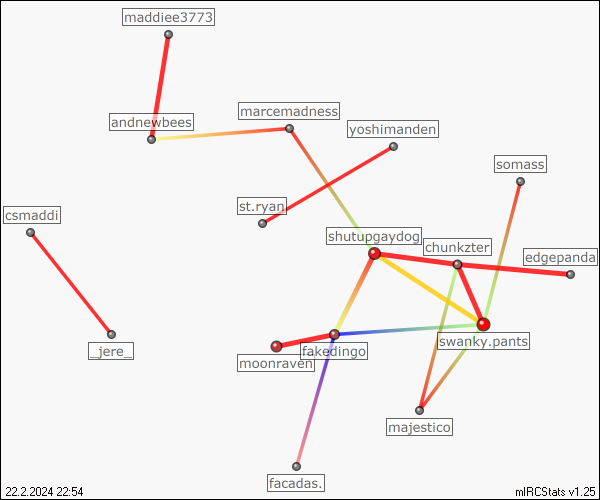 maddiee3773
andnewbees
marcemadness
yoshimanden
somass
csmaddi
st.ryan
shutupgaydog
chunkzter
edgepanda
_jere_
moonraven
fakedingo
swanky.pants
majestico
facadas.
22.2.2024 22:54
mIRCStats v1.25